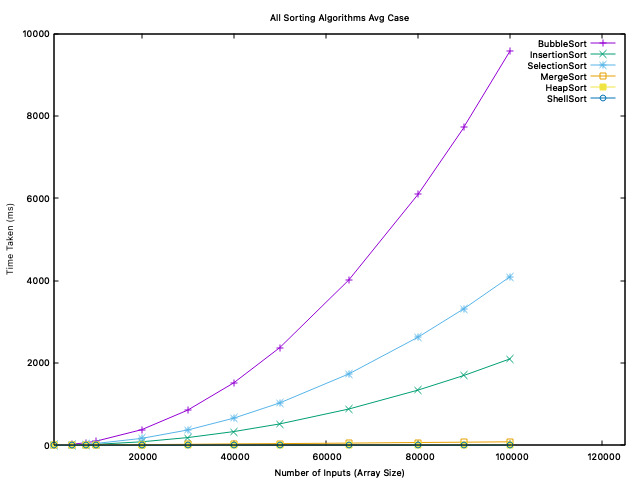 All Sorting Algorithms Avg Case
10000
8000
6000
4000
2000
0
Time Taken (ms)
BubbleSort
InsertionSort
SelectionSort
MergeSort
HeapSort
ShellSort
20000 40000 60000 80000 100000 120000
Number of Inputs (Array Size)